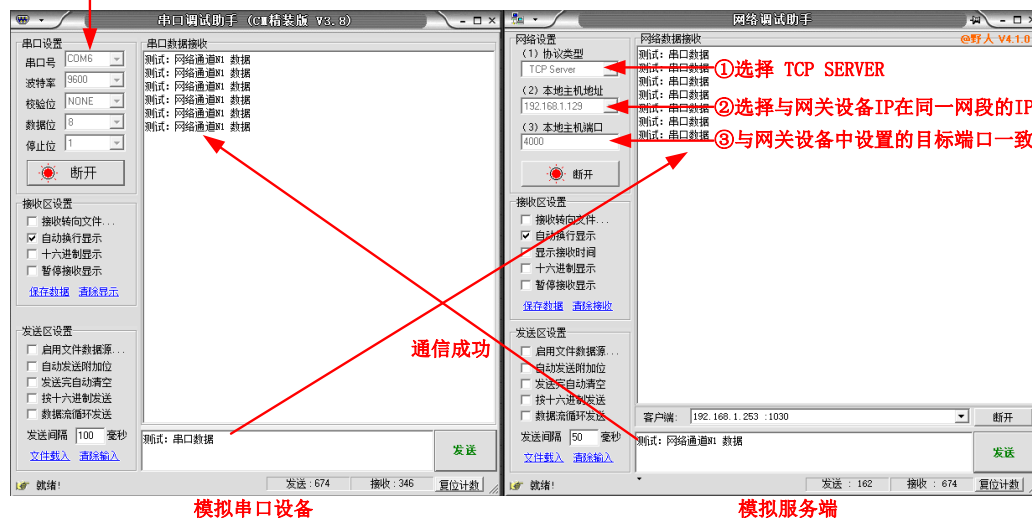 串口调试助手 (CM精装版 V3.8)
串口设置
串口号 COM6
波特率 9600
校验位 NONE
数据位 8
停止位 1
断开
接收区设置
接收转向文件...
自动换行显示
十六进制显示
暂停接收显示
保存数据 清除显示
发送区设置
启用文件数据源...
自动发送附加位
发送完自动清空
按十六进制发送
数据流循环发送
发送间隔 100 毫秒
文件载入 清除输入
就绪!
串口数据接收
测试: 网络通道N1 数据
测试: 网络通道N1 数据
测试: 网络通道N1 数据
测试: 网络通道N1 数据
测试: 网络通道N1 数据
测试: 网络通道N1 数据
测试: 串口数据
发送
发送:674 接收:346 复位计数
模拟串口设备
通信成功
网络调试助手
@野人 V4.1.0
网络设置
(1) 协议类型
TCP Server
(2) 本地主机地址
192.168.1.129
(3) 本地主机端口
4000
断开
接收区设置
接收转向文件...
自动换行显示
显示接收时间
十六进制显示
暂停接收显示
保存数据 清除接收
发送区设置
启用文件数据源...
自动发送附加位
发送完自动清空
按十六进制发送
数据流循环发送
发送间隔 50 毫秒
文件载入 清除输入
就绪!
网络数据接收
测试: 串口数据
测试: 串口数据
测试: 串口数据
测试: 串口数据
测试: 串口数据
测试: 串口数据
测试: 串口数据
①选择 TCP SERVER
②选择与网关设备IP在同一网段的IP
③与网关设备中设置的目标端口一致
客户端: 192.168.1.253 :1030 断开
测试: 网络通道N1 数据
发送
发送 : 162 接收 : 674 复位计数
模拟服务端